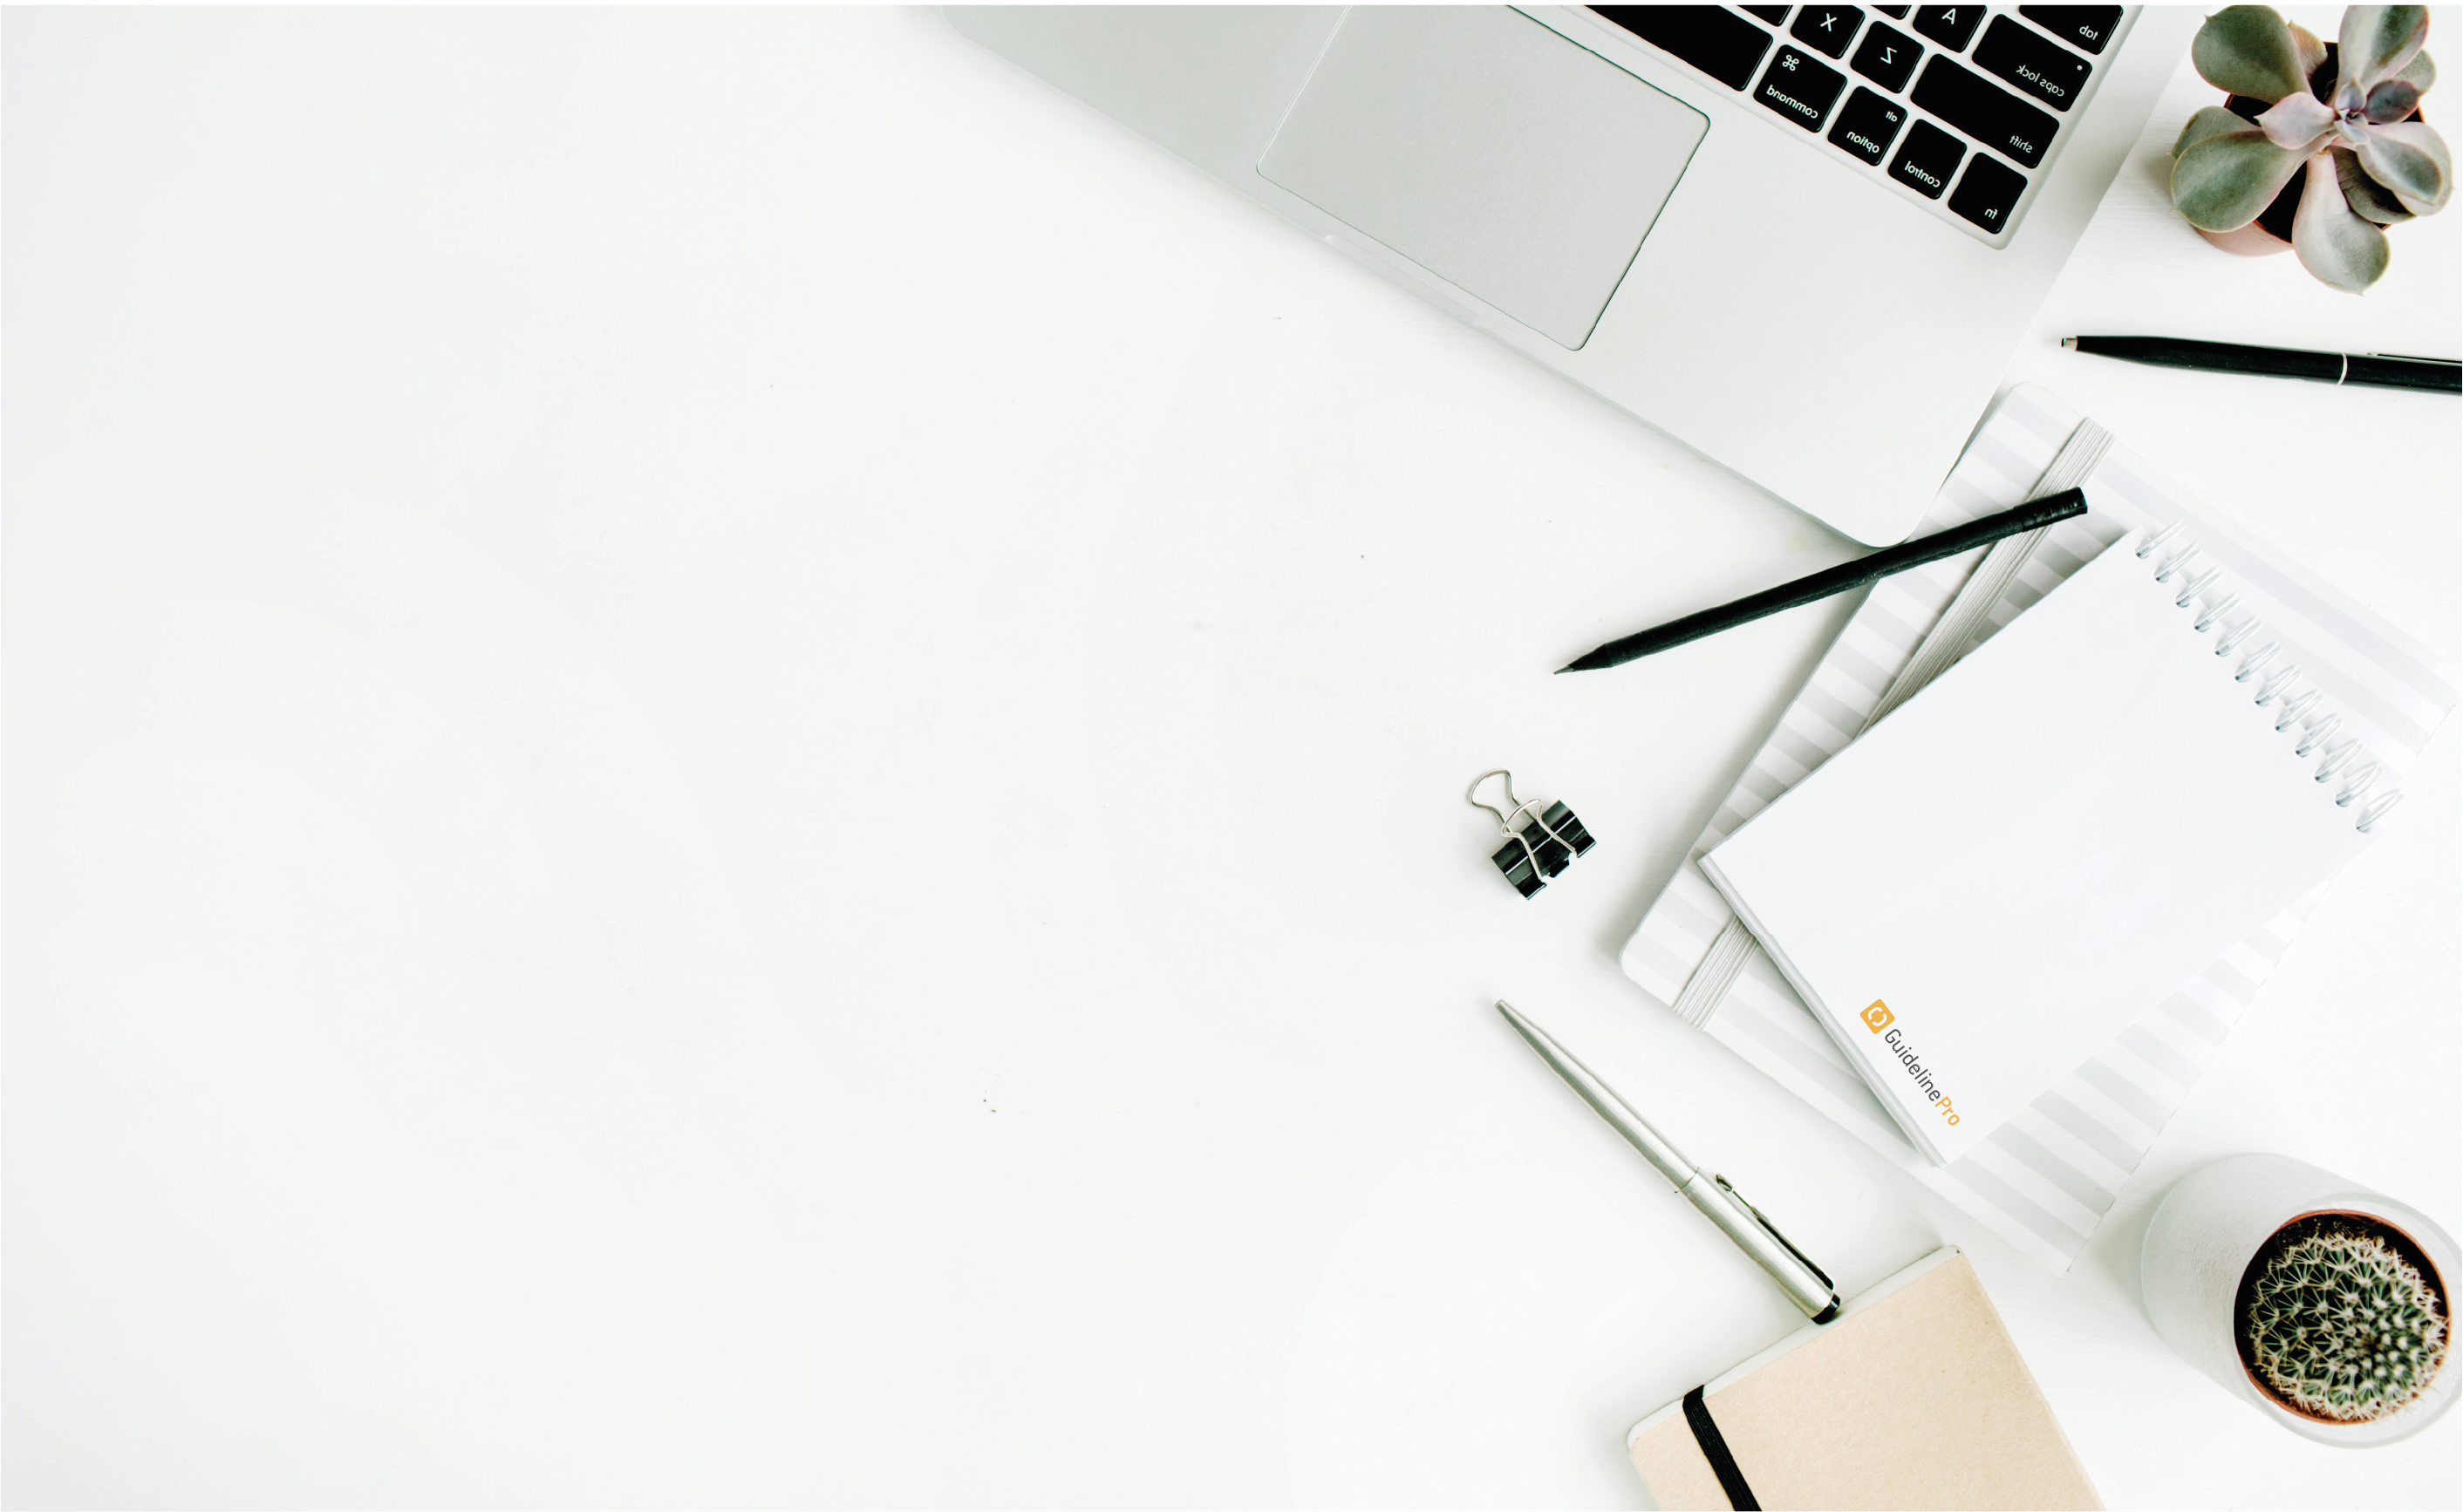 A
tab
X
Z
caps lock
⌘
command
alt
option
shift
control
fn
GuidelinePro